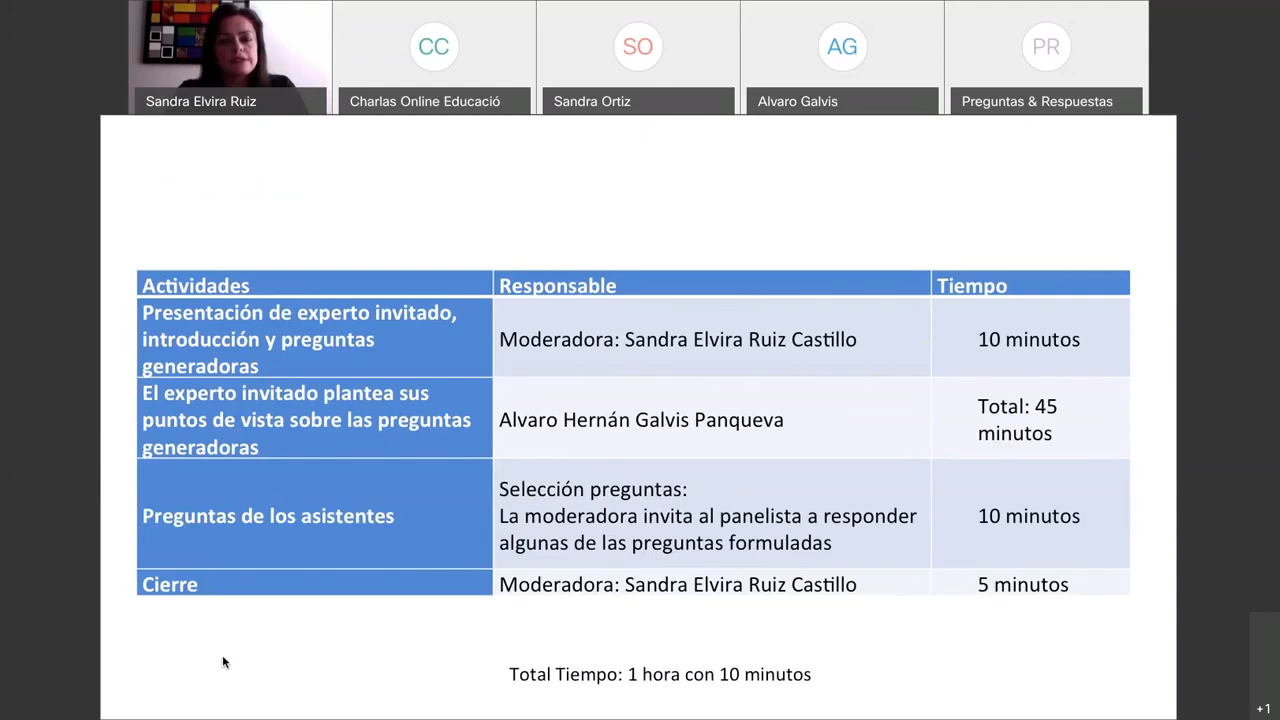 CC
SO
AG
PR
Sandra Elvira Ruiz
Charlas Online Educació
Sandra Ortiz
Alvaro Galvis
Preguntas & Respuestas
Actividades
Responsable
Tiempo
Presentación de experto invitado,
introducción y preguntas
generadoras
Moderadora: Sandra Elvira Ruiz Castillo
10 minutos
El experto invitado plantea sus
puntos de vista sobre las preguntas
generadoras
Alvaro Hernán Galvis Panqueva
Total: 45
minutos
Preguntas de los asistentes
Selección preguntas:
La moderadora invita al panelista a responder
algunas de las preguntas formuladas
10 minutos
Cierre
Moderadora: Sandra Elvira Ruiz Castillo
5 minutos
Total Tiempo: 1 hora con 10 minutos
+1